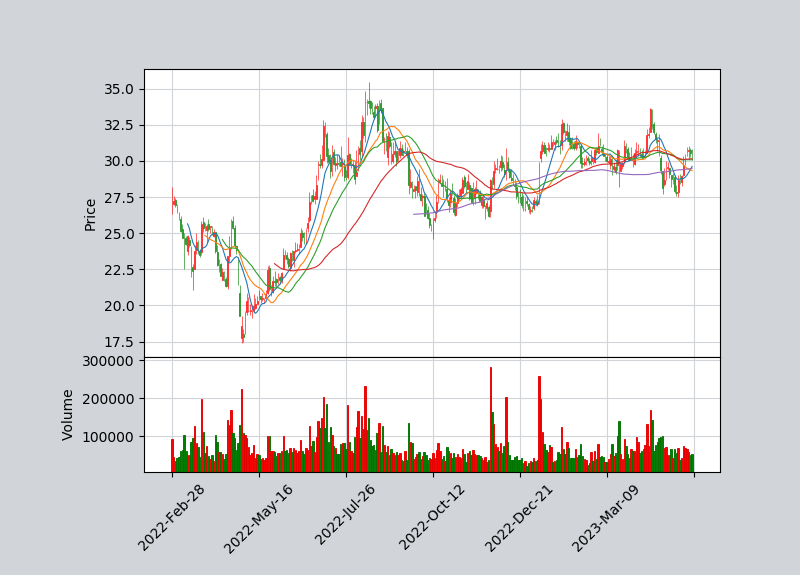 Price
35.0
32.5
30.0
27.5
25.0
22.5
20.0
17.5
Volume
300000
200000
100000
2022-Feb-28
2022-May-16
2022-Jul-26
2022-Oct-12
2022-Dec-21
2023-Mar-09